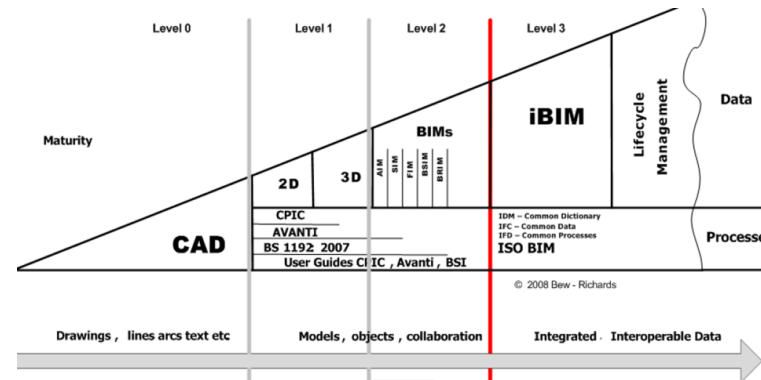 Level 0
Level 1
Level 2
Level 3
Maturity
Data
Lifecycle
Management
iBIM
BIMs
2D
3D
AIM
SIM
FIM
BSIM
BRIM
CAD
CPIC
AVANTI
BS 1192 2007
User Guides CPIC , Avanti , BSI
IDM – Common Dictionary
IFC – Common Data
IFD – Common Processes
ISO BIM
Processe
© 2008 Bew - Richards
Drawings , lines arcs text etc
Models , objects , collaboration
Integrated - Interoperable Data